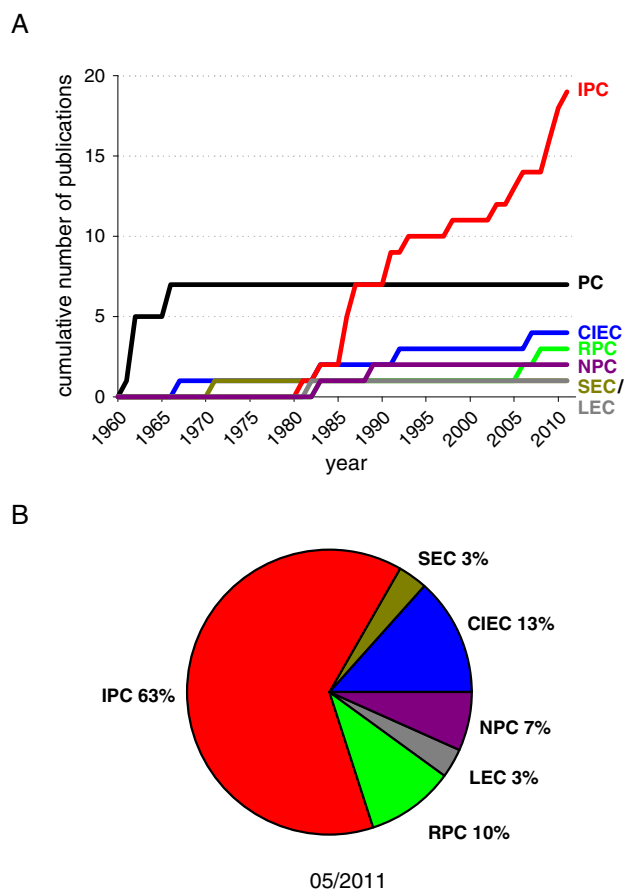 A
cumulative number of publications
20
15
10
5
0
IPC
PC
CIEC
RPC
NPC
SEC/
LEC
1960
1965
1970
1975
1980
1985
1990
1995
2000
2005
2010
year
B
SEC 3%
CIEC 13%
IPC 63%
NPC 7%
LEC 3%
RPC 10%
05/2011